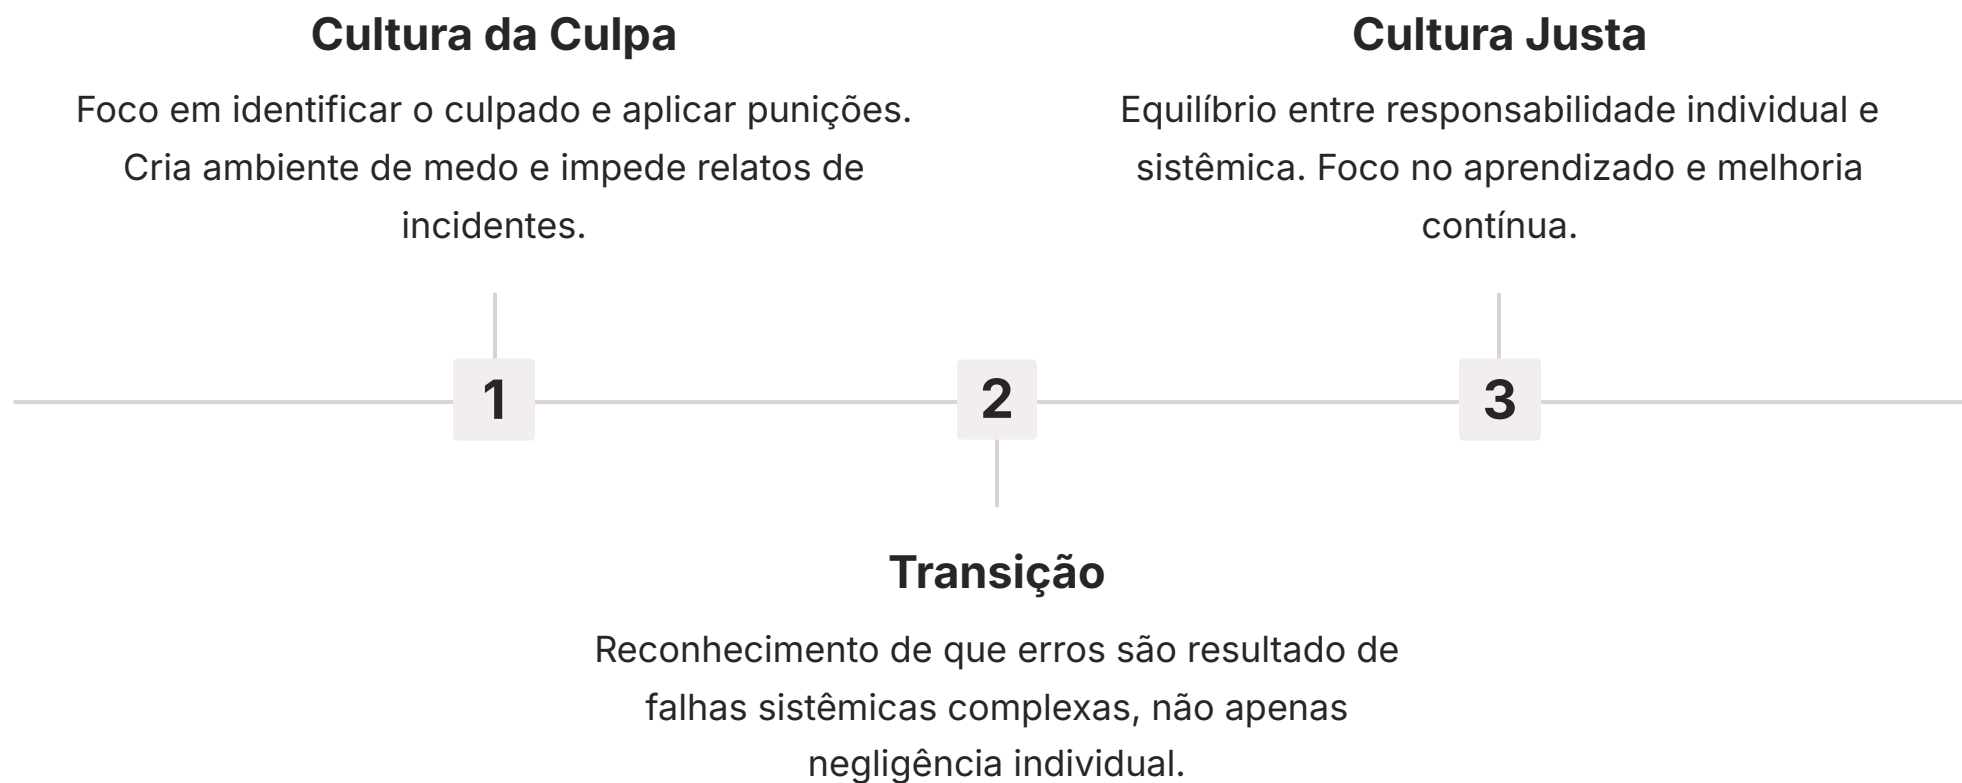 Cultura da Culpa
Foco em identificar o culpado e aplicar punições.
Cria ambiente de medo e impede relatos de
incidentes.
Cultura Justa
Equilíbrio entre responsabilidade individual e
sistêmica. Foco no aprendizado e melhoria
contínua.
1
2
3
Transição
Reconhecimento de que erros são resultado de
falhas sistêmicas complexas, não apenas
negligência individual.